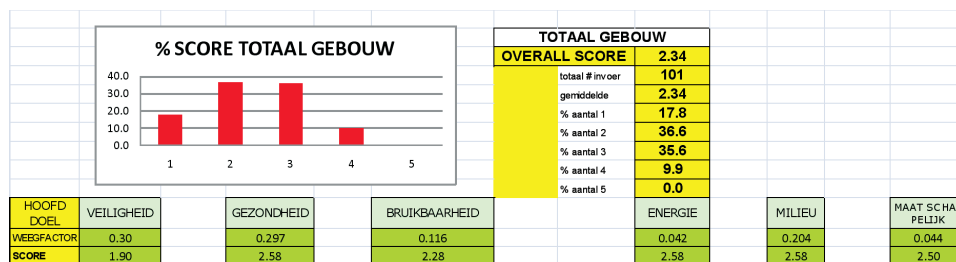 % SCORE TOTAAL GEBOUW
40.0
30.0
20.0
10.0
0.0
1 2 3 4 5
TOTAAL GEBOUW
OVERALL SCORE 2.34
totaal # invoer 101
gemiddelde 2.34
% aantal 1 17.8
% aantal 2 36.6
% aantal 3 35.6
% aantal 4 9.9
% aantal 5 0.0
HOOFD DOEL VEILIGHEID GEZONDHEID BRUIKBAARHEID ENERGIE MILIEU MAAT SCHA PELIJK
WEEGFACTOR 0.30 0.297 0.116 0.042 0.204 0.044
SCORE 1.90 2.58 2.28 2.58 2.58 2.50